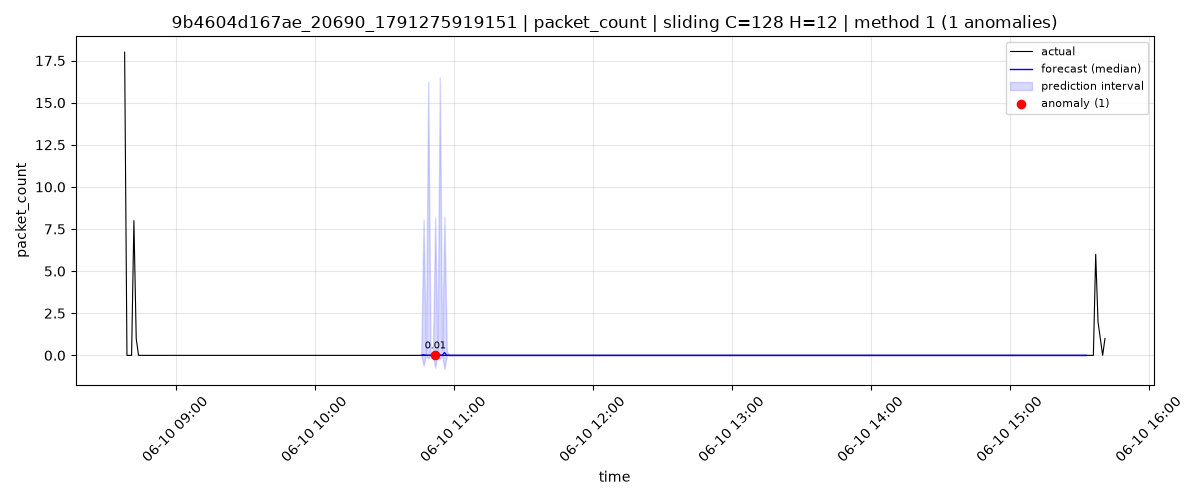 9b4604d167ae_20690_1791275919151 | packet_count | sliding C=128 H=12 | method 1 (1 anomalies)
packet_count
17.5
15.0
12.5
10.0
7.5
5.0
2.5
0.0
actual
forecast (median)
prediction interval
anomaly (1)
0.01
06-10 09:00
06-10 10:00
06-10 11:00
06-10 12:00
06-10 13:00
06-10 14:00
06-10 15:00
06-10 16:00
time